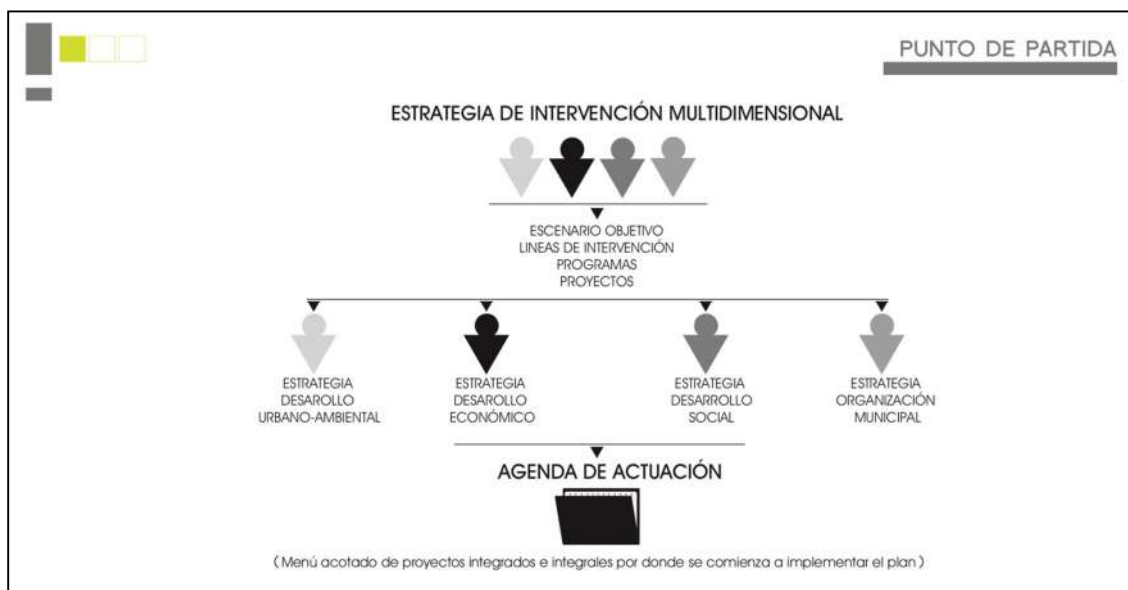 PUNTO DE PARTIDA
ESTRATEGIA DE INTERVENCIÓN MULTIDIMENSIONAL
ESCENARIO OBJETIVO
LINEAS DE INTERVENCIÓN
PROGRAMAS
PROYECTOS
ESTRATEGIA
DESAROLLO
URBANO-AMBIENTAL
ESTRATEGIA
DESAROLLO
ECONÓMICO
ESTRATEGIA
DESARROLLO
SOCIAL
ESTRATEGIA
ORGANIZACIÓN
MUNICIPAL
AGENDA DE ACTUACIÓN
(Menú acotado de proyectos integrados e integrales por donde se comienza a implementar el plan)